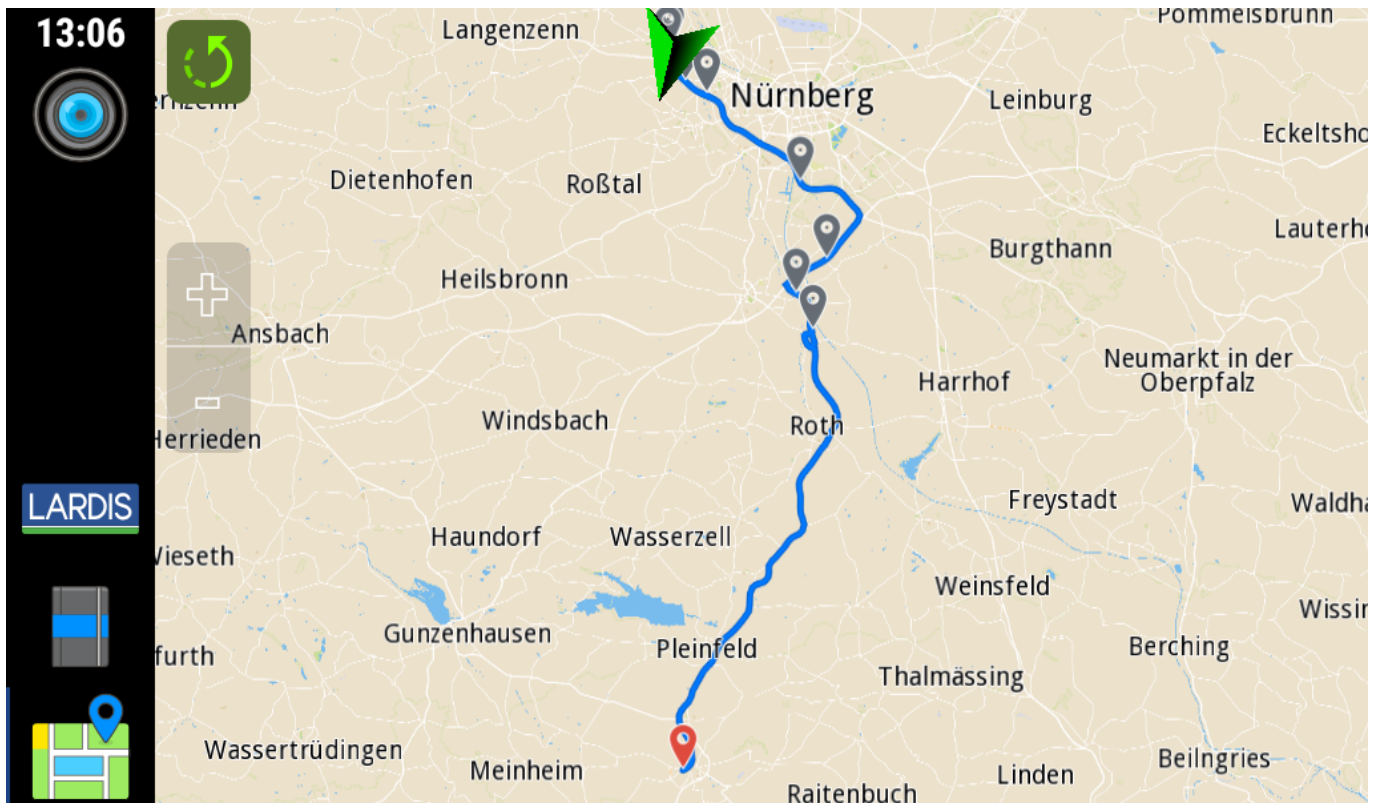 13:06
Langenzenn
Pommelsbrunn
Nürnberg
Leinburg
Eckeltsho
Dietenhofen
Roßtal
Lauterho
Burgthann
Heilsbronn
Ansbach
Neumarkt in der
Oberpfalz
Harrhof
Windsbach
Roth
Herrieden
LARDIS
Freystadt
Waldha
Haundorf
Wasserzell
Wieseth
Weinsfeld
Wissin
Gunzenhausen
Pleinfeld
Berching
furth
Thalmässing
Wassertrüdingen
Meinheim
Linden
Beilngries
Raitenbuch